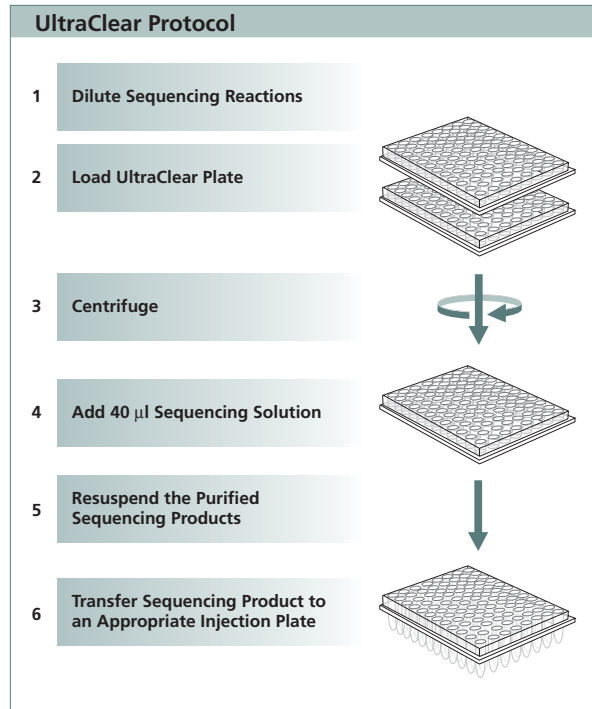 UltraClear Protocol
1 Dilute Sequencing Reactions
2 Load UltraClear Plate
3 Centrifuge
4 Add 40 μl Sequencing Solution
5 Resuspend the Purified
Sequencing Products
6 Transfer Sequencing Product to
an Appropriate Injection Plate